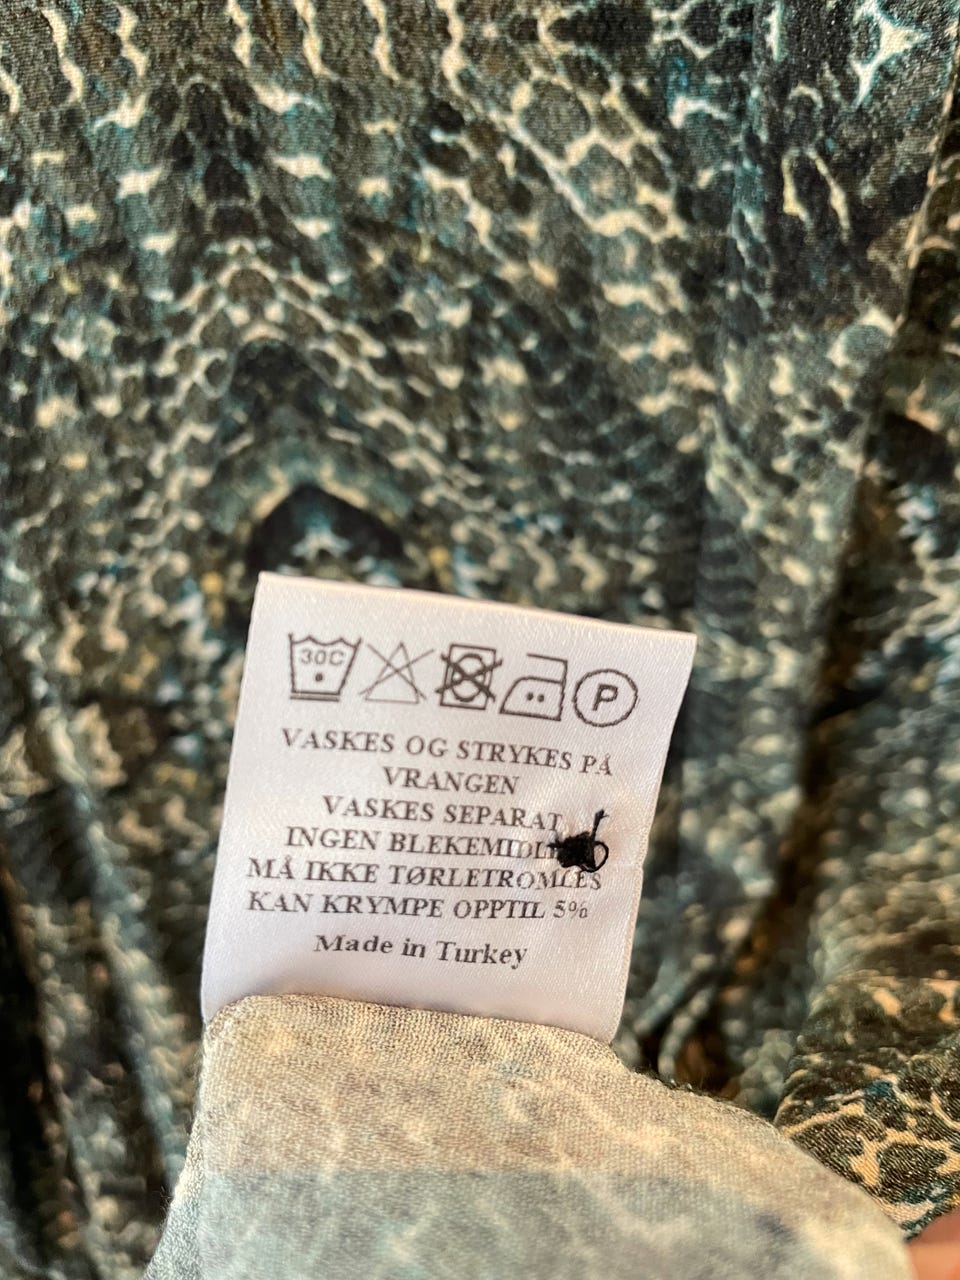 30C
P
VASKES OG STRYKES PÅ
VRANGEN
VASKES SEPARAT
INGEN
MÅ IKKE TØRLETROMLES
KAN KRYMPE OPPTIL 5%
Made in Turkey